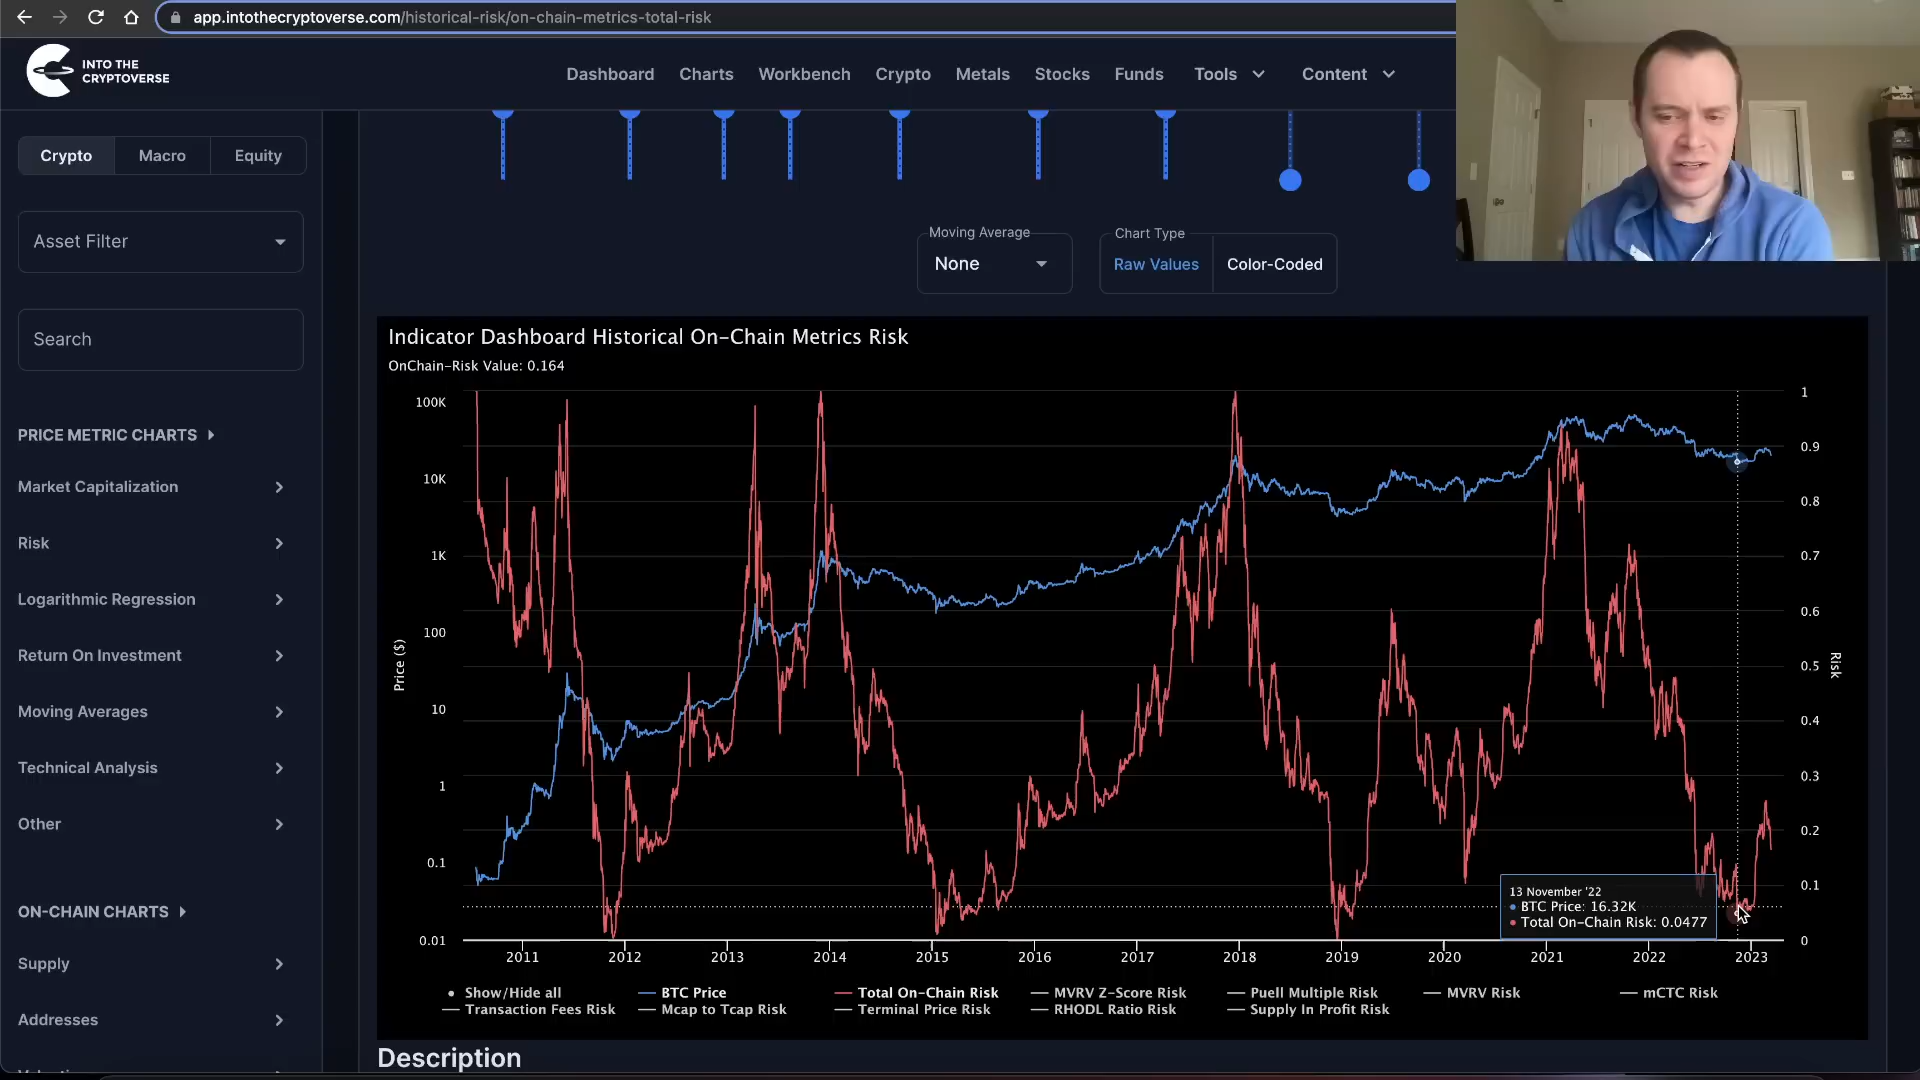 app.intothecryptoverse.com/historical-risk/on-chain-metrics-total-risk
INTO THE
CRYPTOVERSE
Dashboard Charts Workbench Crypto Metals Stocks Funds Tools Content
Crypto Macro Equity
Asset Filter
Search
PRICE METRIC CHARTS
Market Capitalization
Risk
Logarithmic Regression
Return On Investment
Moving Averages
Technical Analysis
Other
ON-CHAIN CHARTS
Supply
Addresses
Moving Average
None
Chart Type
Raw Values Color-Coded
Indicator Dashboard Historical On-Chain Metrics Risk
OnChain-Risk Value: 0.164
100K
10K
1K
100
10
1
0.1
0.01
Price ($)
1
0.9
0.8
0.7
0.6
0.5
0.4
0.3
0.2
0.1
0
Risk
13 November '22
BTC Price: 16.32K
Total On-Chain Risk: 0.0477
2011 2012 2013 2014 2015 2016 2017 2018 2019 2020 2021 2022 2023
Show/Hide all BTC Price Total On-Chain Risk MVRV Z-Score Risk Puell Multiple Risk MVRV Risk mCTC Risk
Transaction Fees Risk Mcap to Tcap Risk Terminal Price Risk RHODL Ratio Risk Supply In Profit Risk
Description